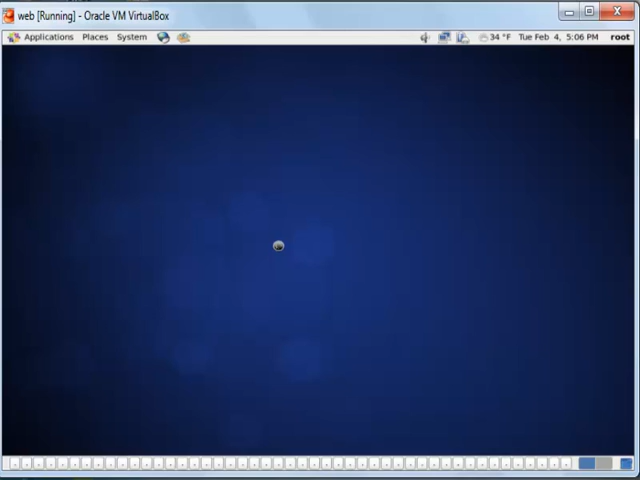 web [Running] - Oracle VM VirtualBox
Applications Places System 34 °F Tue Feb 4, 5:06 PM root